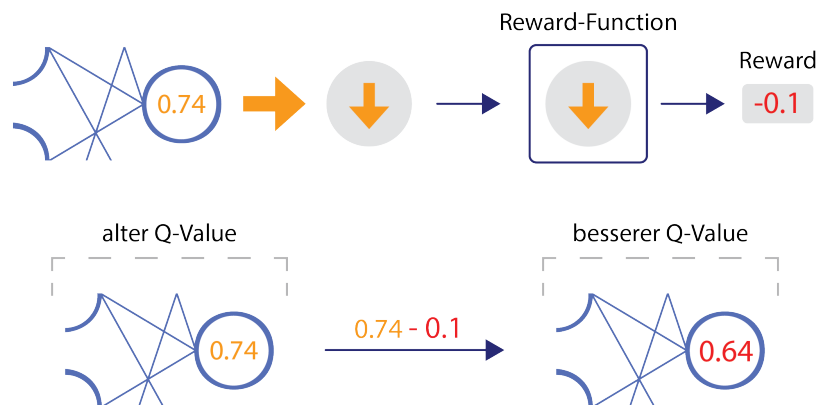 Reward-Function
Reward
0.74
-0.1
alter Q-Value
besserer Q-Value
0.74 - 0.1
0.74
0.64